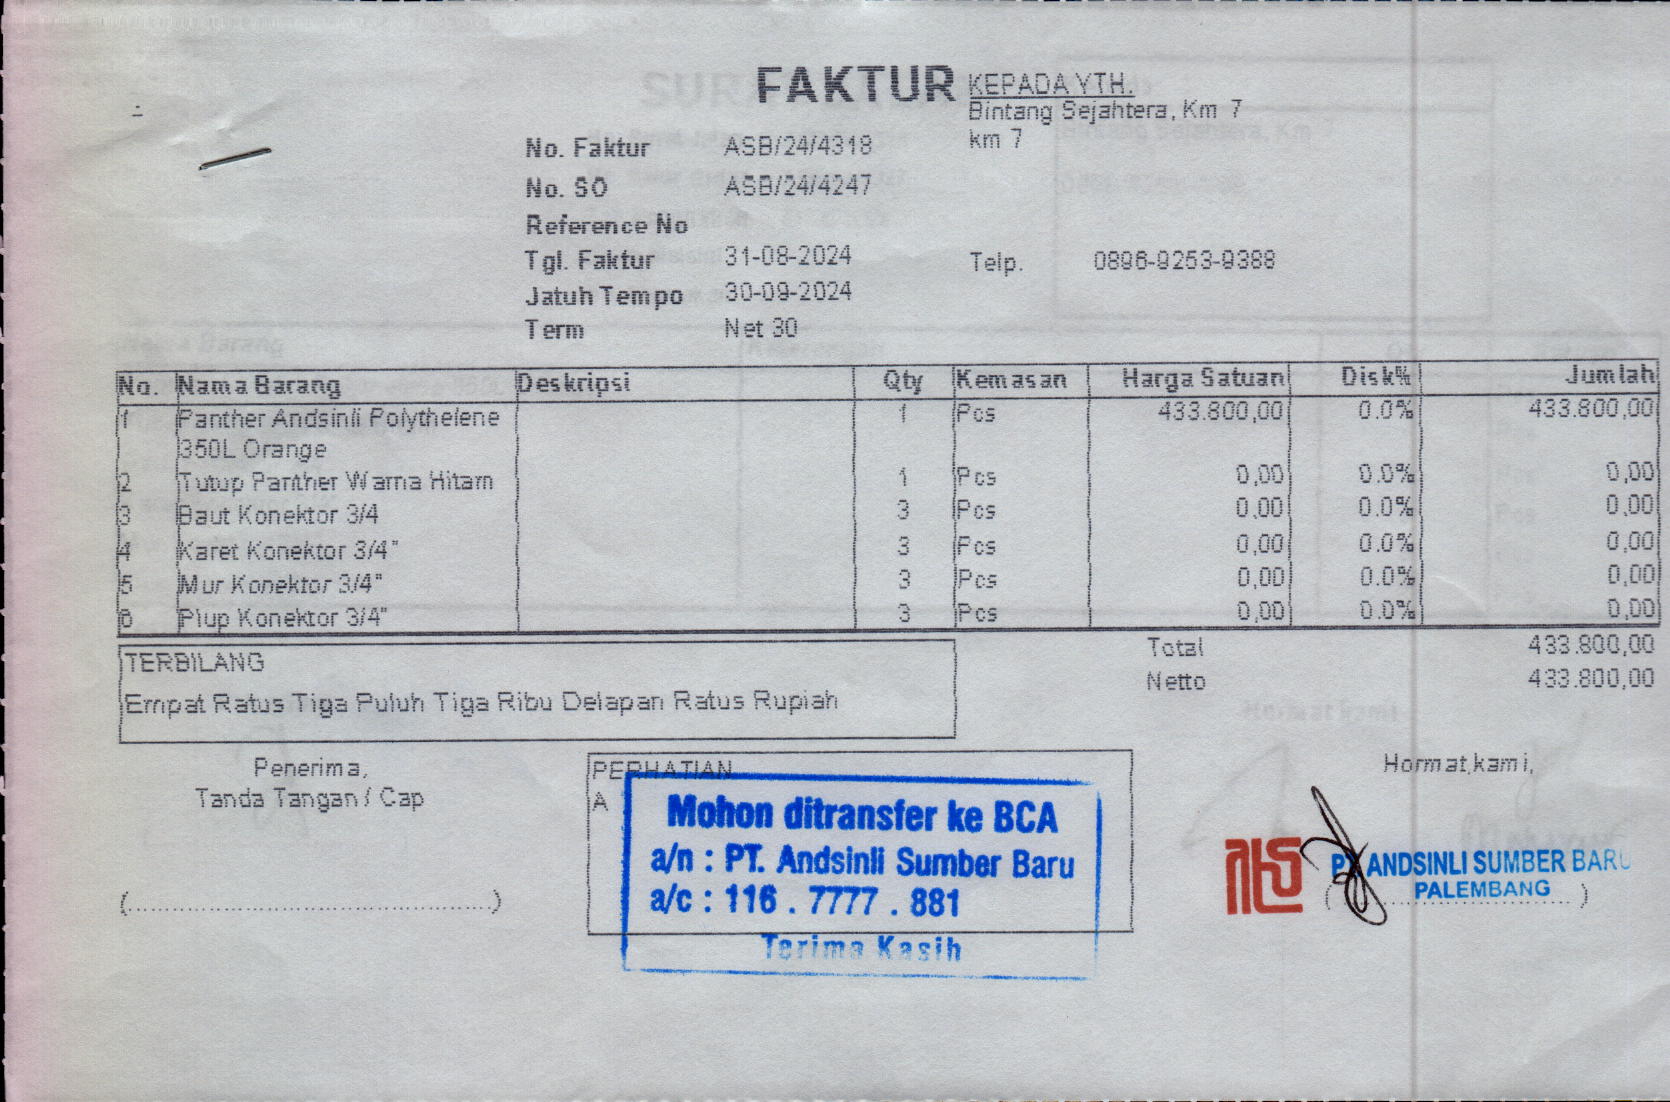 FAKTUR
KEPADA YTH.
Bintang Sejahtera, Km 7
km 7
No. Faktur ASB/24/4318
No. SO ASB/24/4247
Reference No
Tgl. Faktur 31-08-2024
Telp. 0896-9253-9388
Jatuh Tempo 30-09-2024
Term Net 30
No. Nama Barang Deskripsi Qty Kemasan Harga Satuan Disk% Jumlah
1 Panther Andsinli Polythelene 1 Pcs 433.800,00 0.0% 433.800,00
350L Orange
2 Tutup Panther Warna Hitam 1 Pcs 0,00 0.0% 0,00
3 Baut Konektor 3/4 3 Pcs 0,00 0.0% 0,00
4 Karet Konektor 3/4" 3 Pcs 0,00 0.0% 0,00
5 Mur Konektor 3/4" 3 Pcs 0,00 0.0% 0,00
6 Plup Konektor 3/4" 3 Pcs 0,00 0.0% 0,00
Total 433.800,00
Netto 433.800,00
TERBILANG
Empat Ratus Tiga Puluh Tiga Ribu Delapan Ratus Rupiah
Penerima,
Tanda Tangan / Cap
(....................................................)
PERHATIAN
A
Mohon ditransfer ke BCA
a/n : PT. Andsinli Sumber Baru
a/c : 116 . 7777 . 881
Terima Kasih
Hormat kami,
PT ANDSINLI SUMBER BARU
PALEMBANG